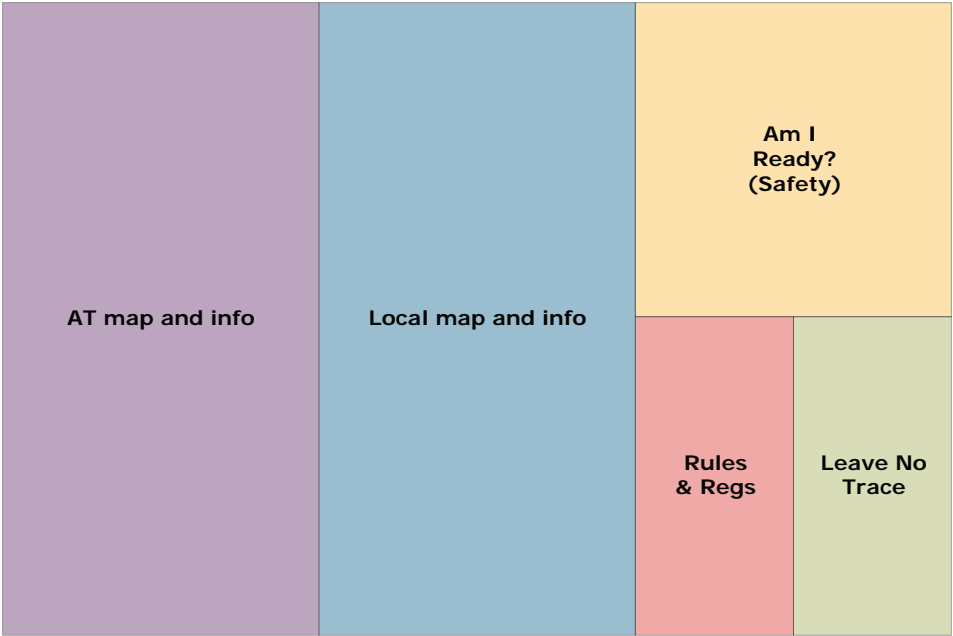 AT map and info
Local map and info
Am I
Ready?
(Safety)
Rules
& Regs
Leave No
Trace